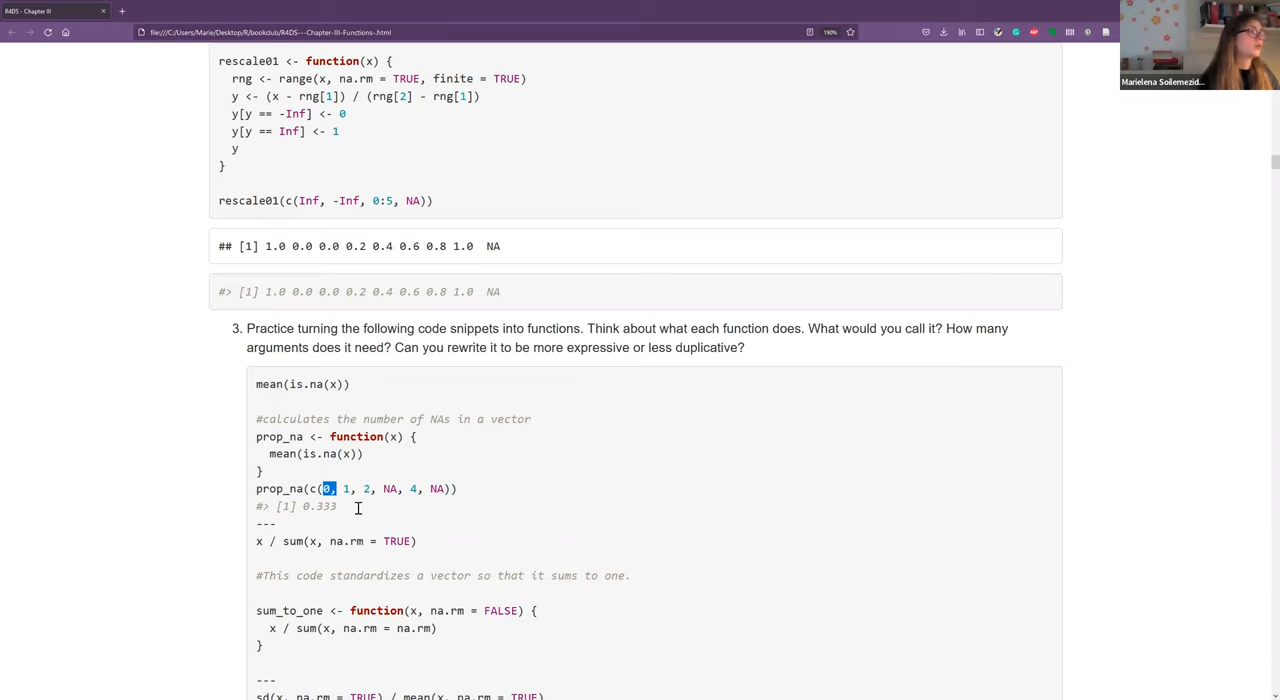 R4DS - Chapter III
file:///C:/Users/Marie/Desktop/R/bookclub/R4DS---Chapter-III-Functions-.html
190%
Marielena Soilemezid...
rescale01 <- function(x) {
  rng <- range(x, na.rm = TRUE, finite = TRUE)
  y <- (x - rng[1]) / (rng[2] - rng[1])
  y[y == -Inf] <- 0
  y[y == Inf] <- 1
  y
}
rescale01(c(Inf, -Inf, 0:5, NA))
## [1] 1.0 0.0 0.0 0.2 0.4 0.6 0.8 1.0  NA
#> [1] 1.0 0.0 0.0 0.2 0.4 0.6 0.8 1.0  NA
3. Practice turning the following code snippets into functions. Think about what each function does. What would you call it? How many
arguments does it need? Can you rewrite it to be more expressive or less duplicative?
mean(is.na(x))
#calculates the number of NAs in a vector
prop_na <- function(x) {
  mean(is.na(x))
}
prop_na(c(0, 1, 2, NA, 4, NA))
#> [1] 0.333
---
x / sum(x, na.rm = TRUE)
#This code standardizes a vector so that it sums to one.
sum_to_one <- function(x, na.rm = FALSE) {
  x / sum(x, na.rm = na.rm)
}
---
sd(x, na.rm = TRUE) / mean(x, na.rm = TRUE)